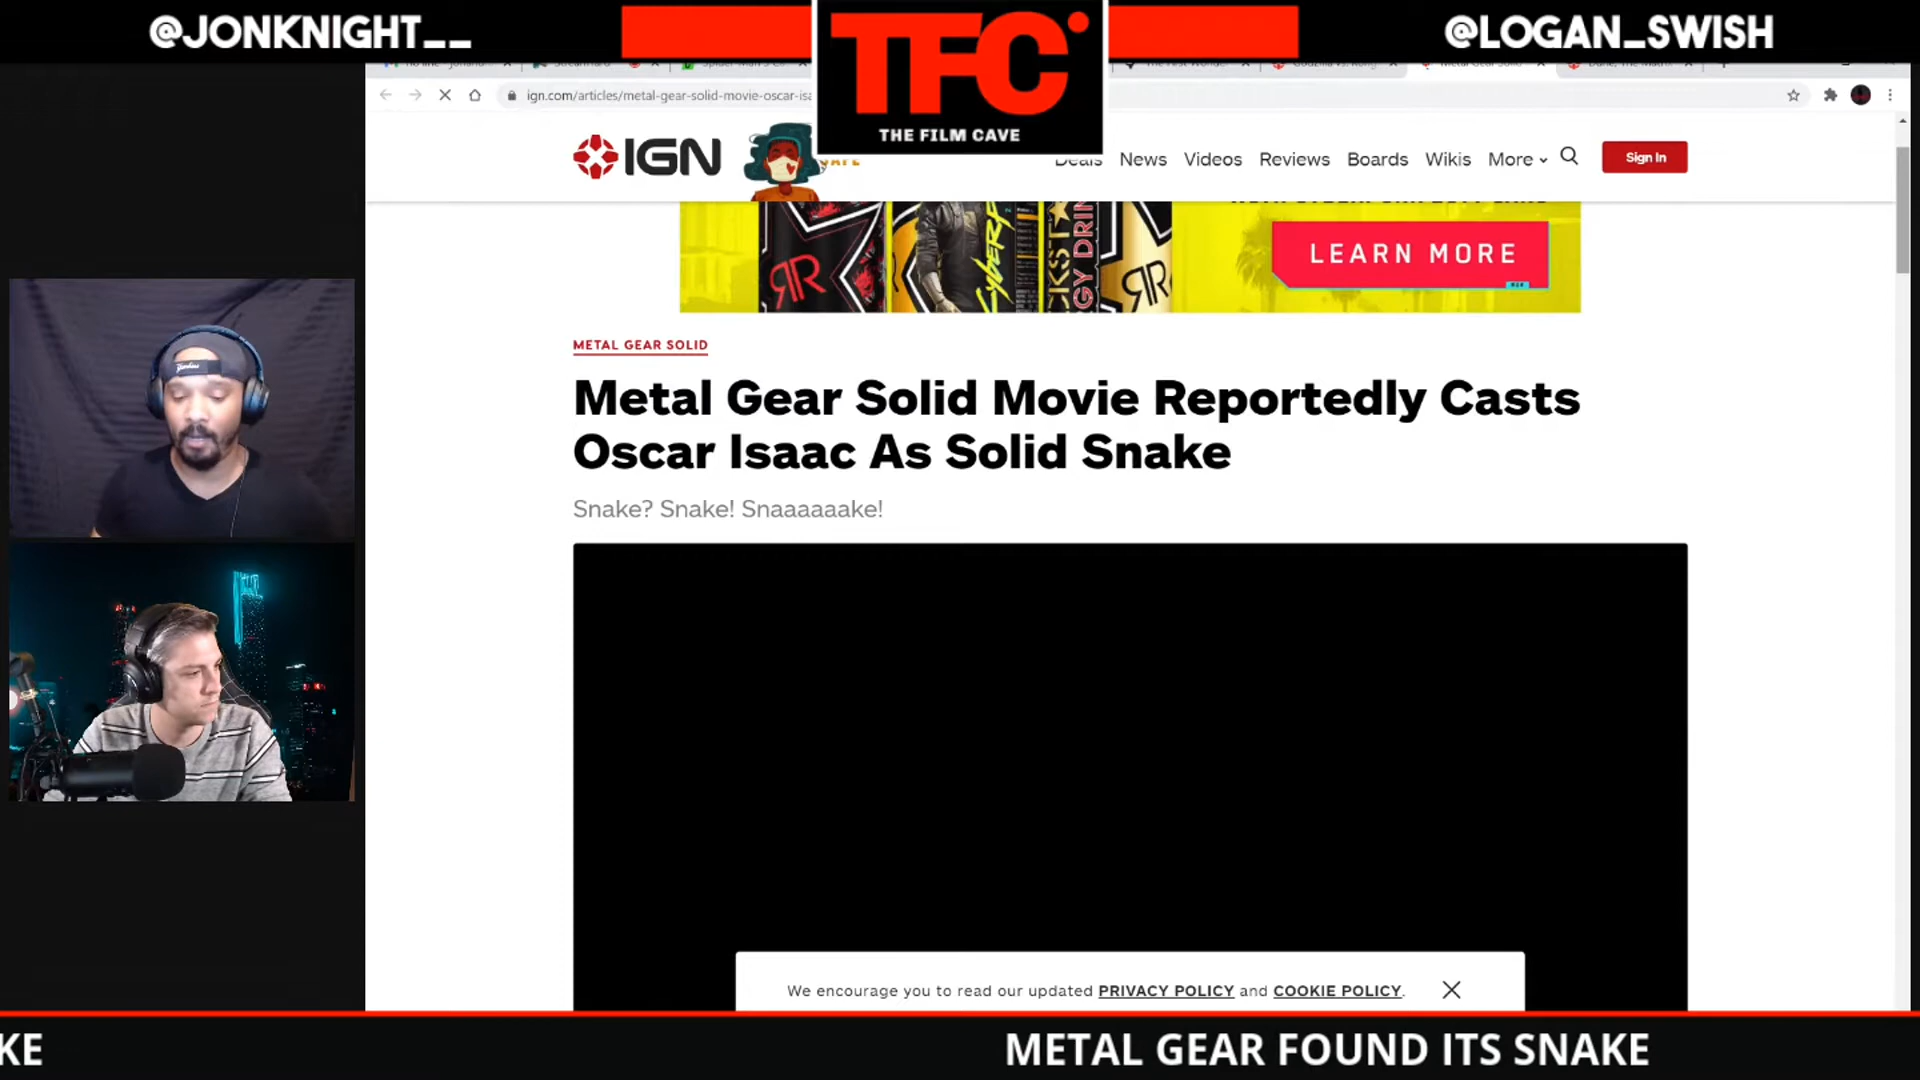 @JONKNIGHT__
TFC
THE FILM CAVE
@LOGAN_SWISH
ign.com/articles/metal-gear-solid-movie-oscar-isa
IGN
Deals
News
Videos
Reviews
Boards
Wikis
More
Sign In
LEARN MORE
METAL GEAR SOLID
Metal Gear Solid Movie Reportedly Casts
Oscar Isaac As Solid Snake
Snake? Snake! Snaaaaaake!
We encourage you to read our updated PRIVACY POLICY and COOKIE POLICY.
KE
METAL GEAR FOUND ITS SNAKE